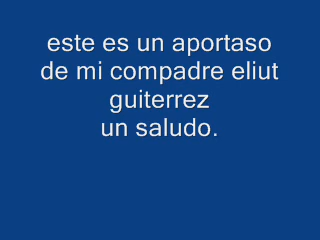 este es un aportaso
de mi compadre eliut
guiterrez
un saludo.